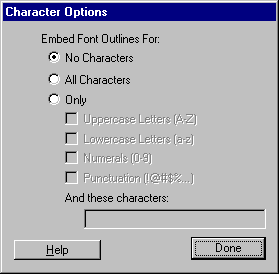 Character Options
Embed Font Outlines For:
No Characters
All Characters
Only
Uppercase Letters (A-Z)
Lowercase Letters (a-z)
Numerals (0-9)
Punctuation (!@#$%...)
And these characters:
Help
Done